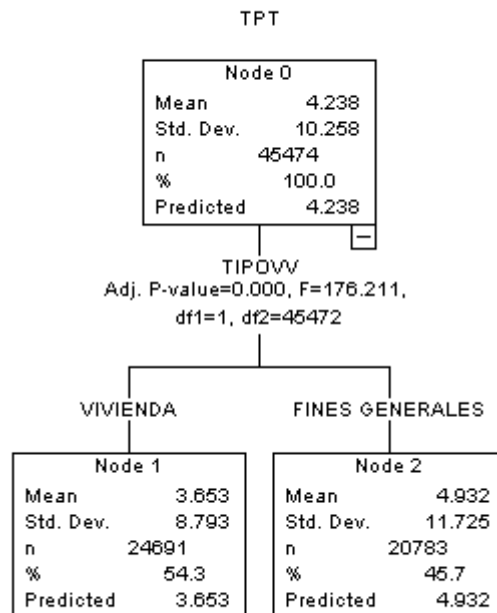 TPT
Node 0
Mean 4.238
Std. Dev. 10.258
n 45474
% 100.0
Predicted 4.238
TIPOVV
Adj. P-value=0.000, F=176.211,
df1=1, df2=45472
VIVIENDA
FINES GENERALES
Node 1
Mean 3.653
Std. Dev. 8.793
n 24691
% 54.3
Predicted 3.653
Node 2
Mean 4.932
Std. Dev. 11.725
n 20783
% 45.7
Predicted 4.932